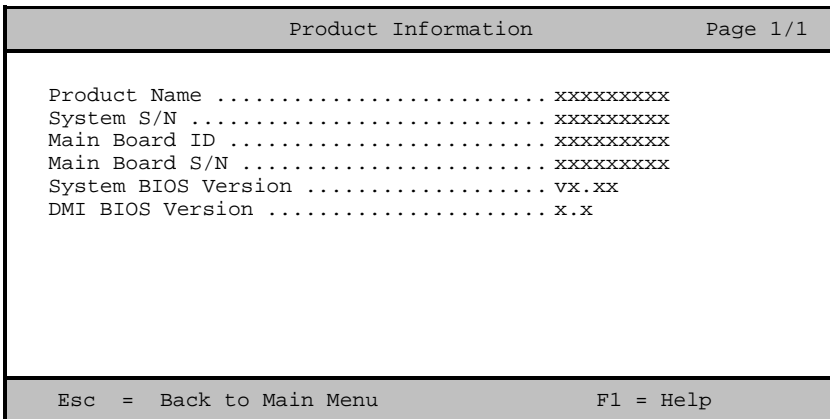 Product Information Page 1/1
Product Name .......................... xxxxxxxxx
System S/N ............................ xxxxxxxxx
Main Board ID ......................... xxxxxxxxx
Main Board S/N ........................ xxxxxxxxx
System BIOS Version ................... vx.xx
DMI BIOS Version ...................... x.x
Esc = Back to Main Menu F1 = Help